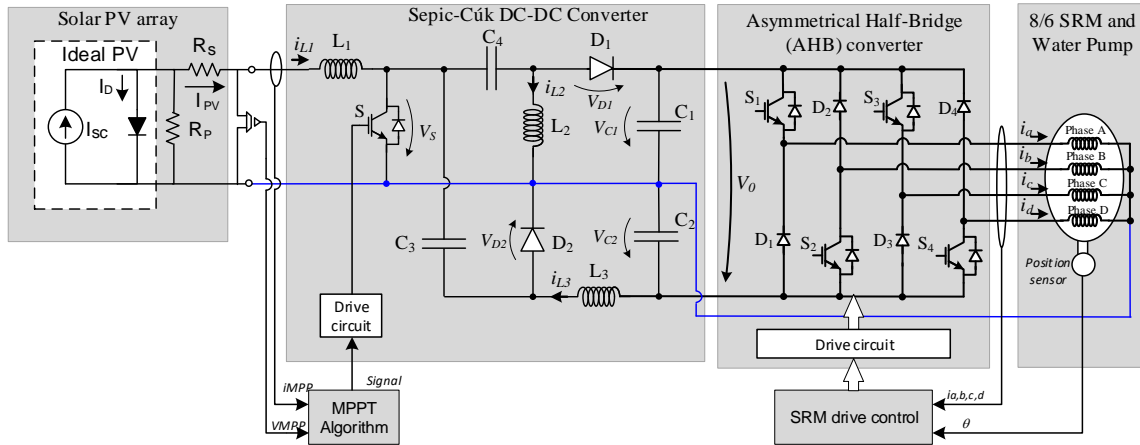 Solar PV array
Sepic-Cúk DC-DC Converter
Asymmetrical Half-Bridge
(AHB) converter
8/6 SRM and
Water Pump
Ideal PV
I_D
I_SC
R_S
I_PV
R_P
i_L1
L_1
C_4
D_1
V_D1
i_L2
L_2
S
V_S
V_C1
C_1
C_3
V_D2
D_2
V_C2
C_2
i_L3
L_3
V_0
S_1
D_2
S_3
D_4
D_1
S_2
D_3
S_4
i_a
Phase A
i_b
Phase B
i_c
Phase C
i_d
Phase D
Position
sensor
Drive
circuit
Drive circuit
iMPP
Signal
VMPP
MPPT
Algorithm
SRM drive control
ia,b,c,d
θ